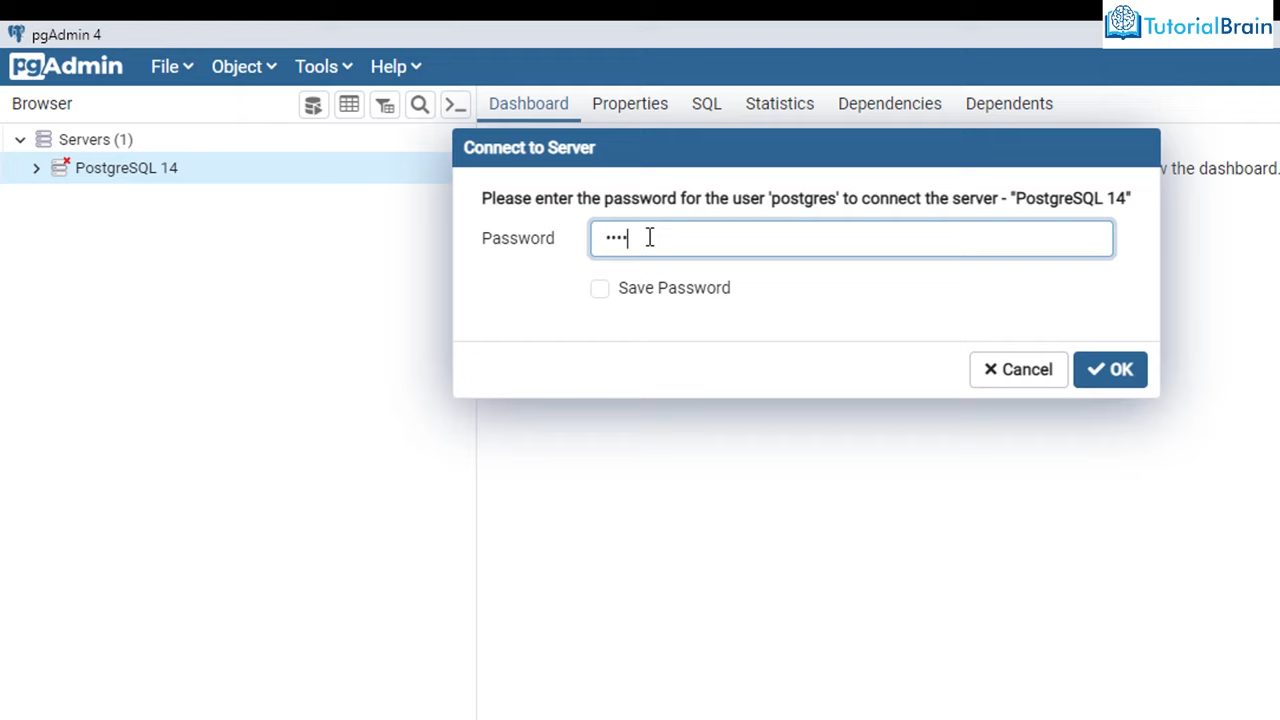 TutorialBrain
pgAdmin 4
pgAdmin File Object Tools Help
Browser Dashboard Properties SQL Statistics Dependencies Dependents
Servers (1)
Connect to Server
PostgreSQL 14
w the dashboard.
Please enter the password for the user 'postgres' to connect the server - "PostgreSQL 14"
Password ••••
Save Password
Cancel OK